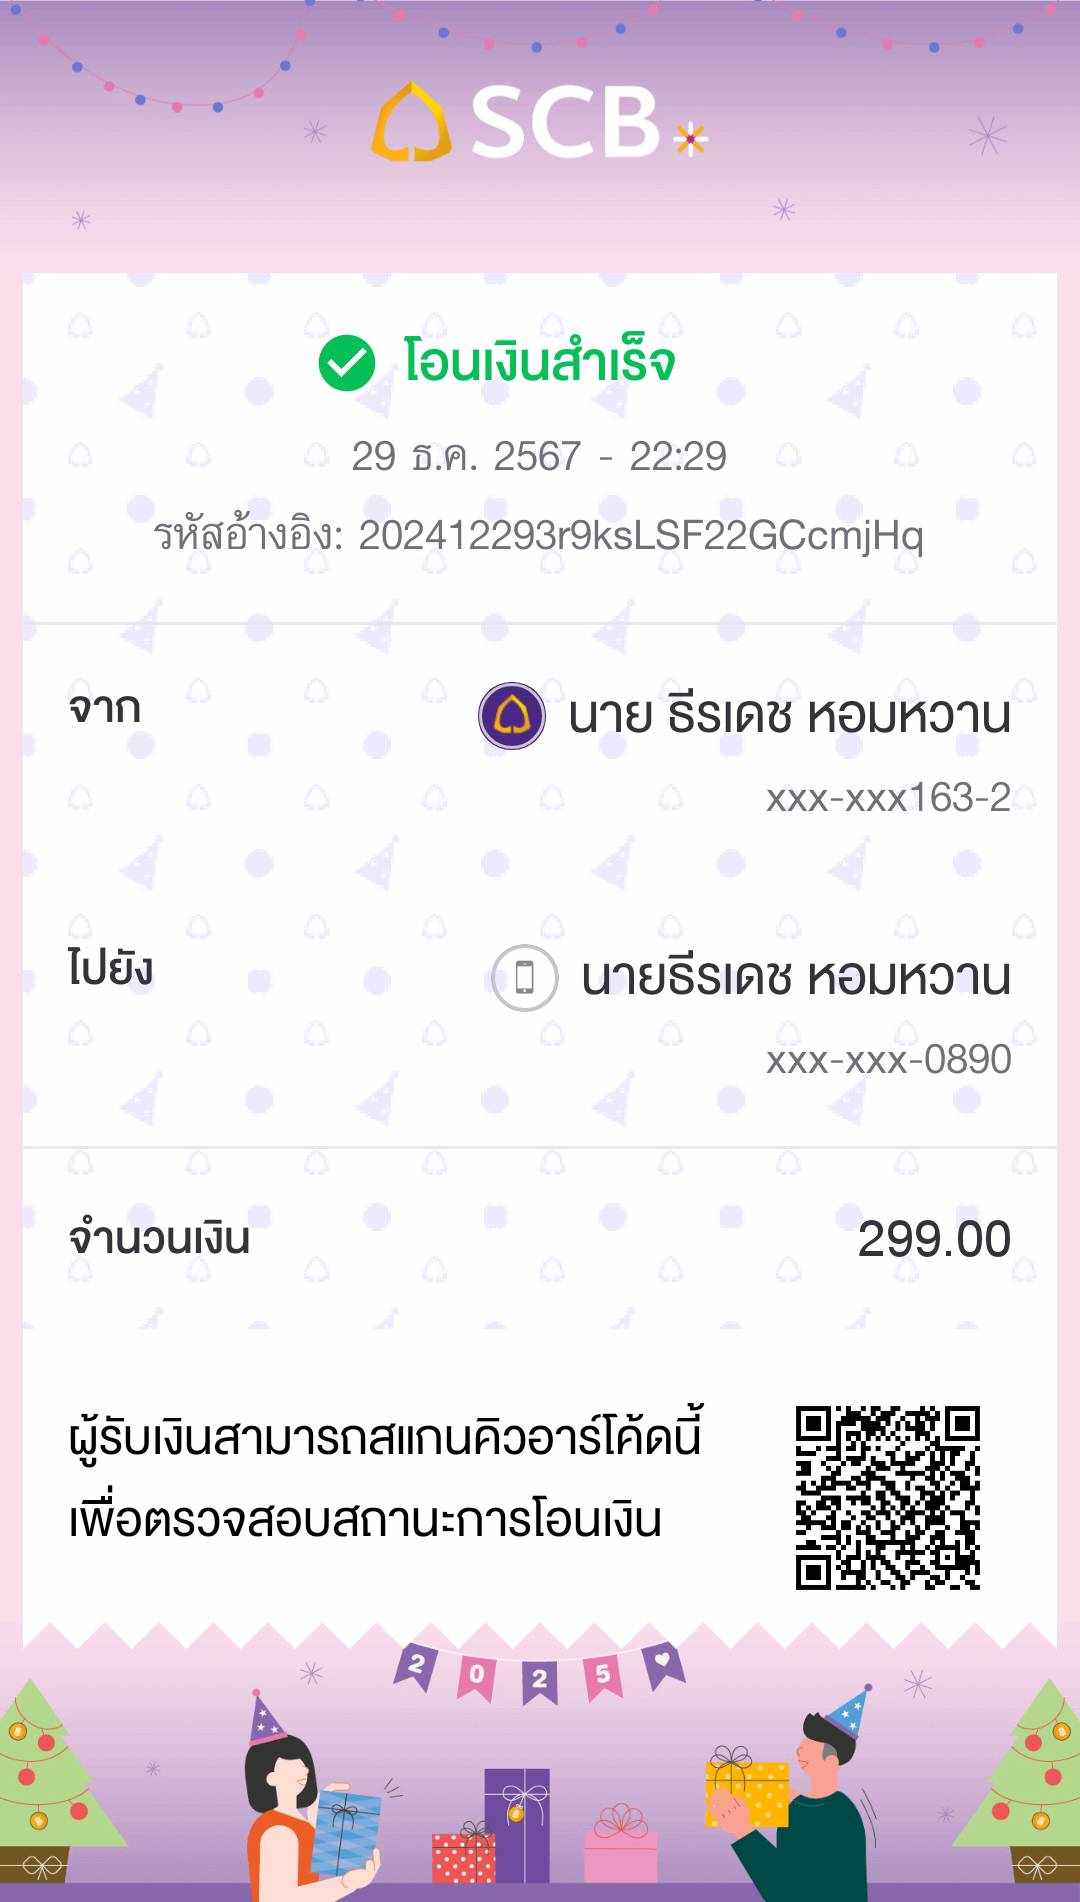 SCB
โอนเงินสำเร็จ
29 ธ.ค. 2567 - 22:29
รหัสอ้างอิง: 202412293r9ksLSF22GCcmjHq
จาก
นาย ธีรเดช หอมหวาน
xxx-xxx163-2
ไปยัง
นายธีรเดช หอมหวาน
xxx-xxx-0890
จำนวนเงิน
299.00
ผู้รับเงินสามารถสแกนคิวอาร์โค้ดนี้
เพื่อตรวจสอบสถานะการโอนเงิน
2025